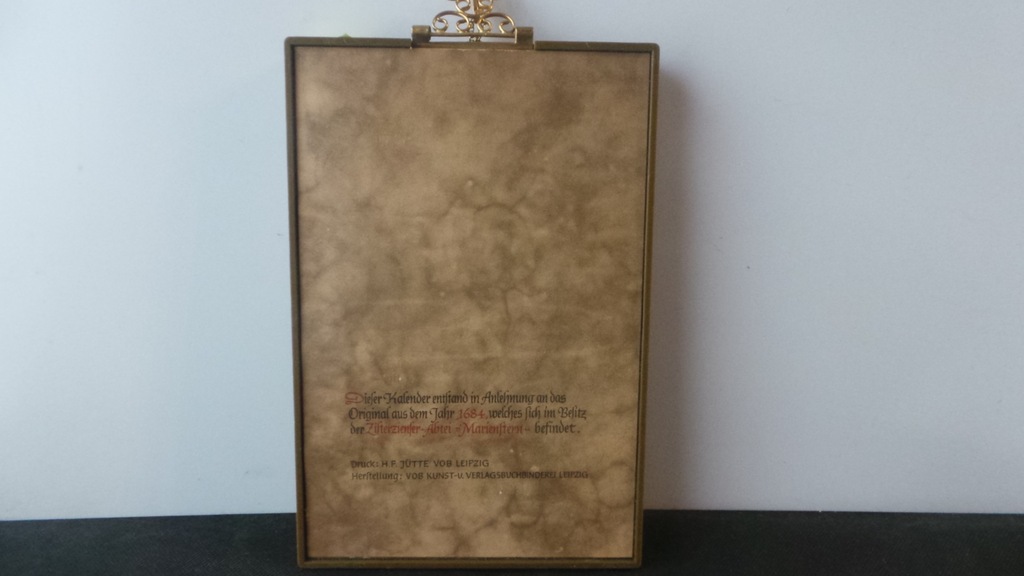 Dieser Kalender entstand in Anlehnung an das
Original aus dem Jahr 1684, welches sich im Besitz
der Zisterzienser-Abtei »Marienstern« befindet.
Druck: H.F. JÜTTE VOB LEIPZIG
Herstellung: VOB KUNST-U. VERLAGSBUCHBINDEREI LEIPZIG